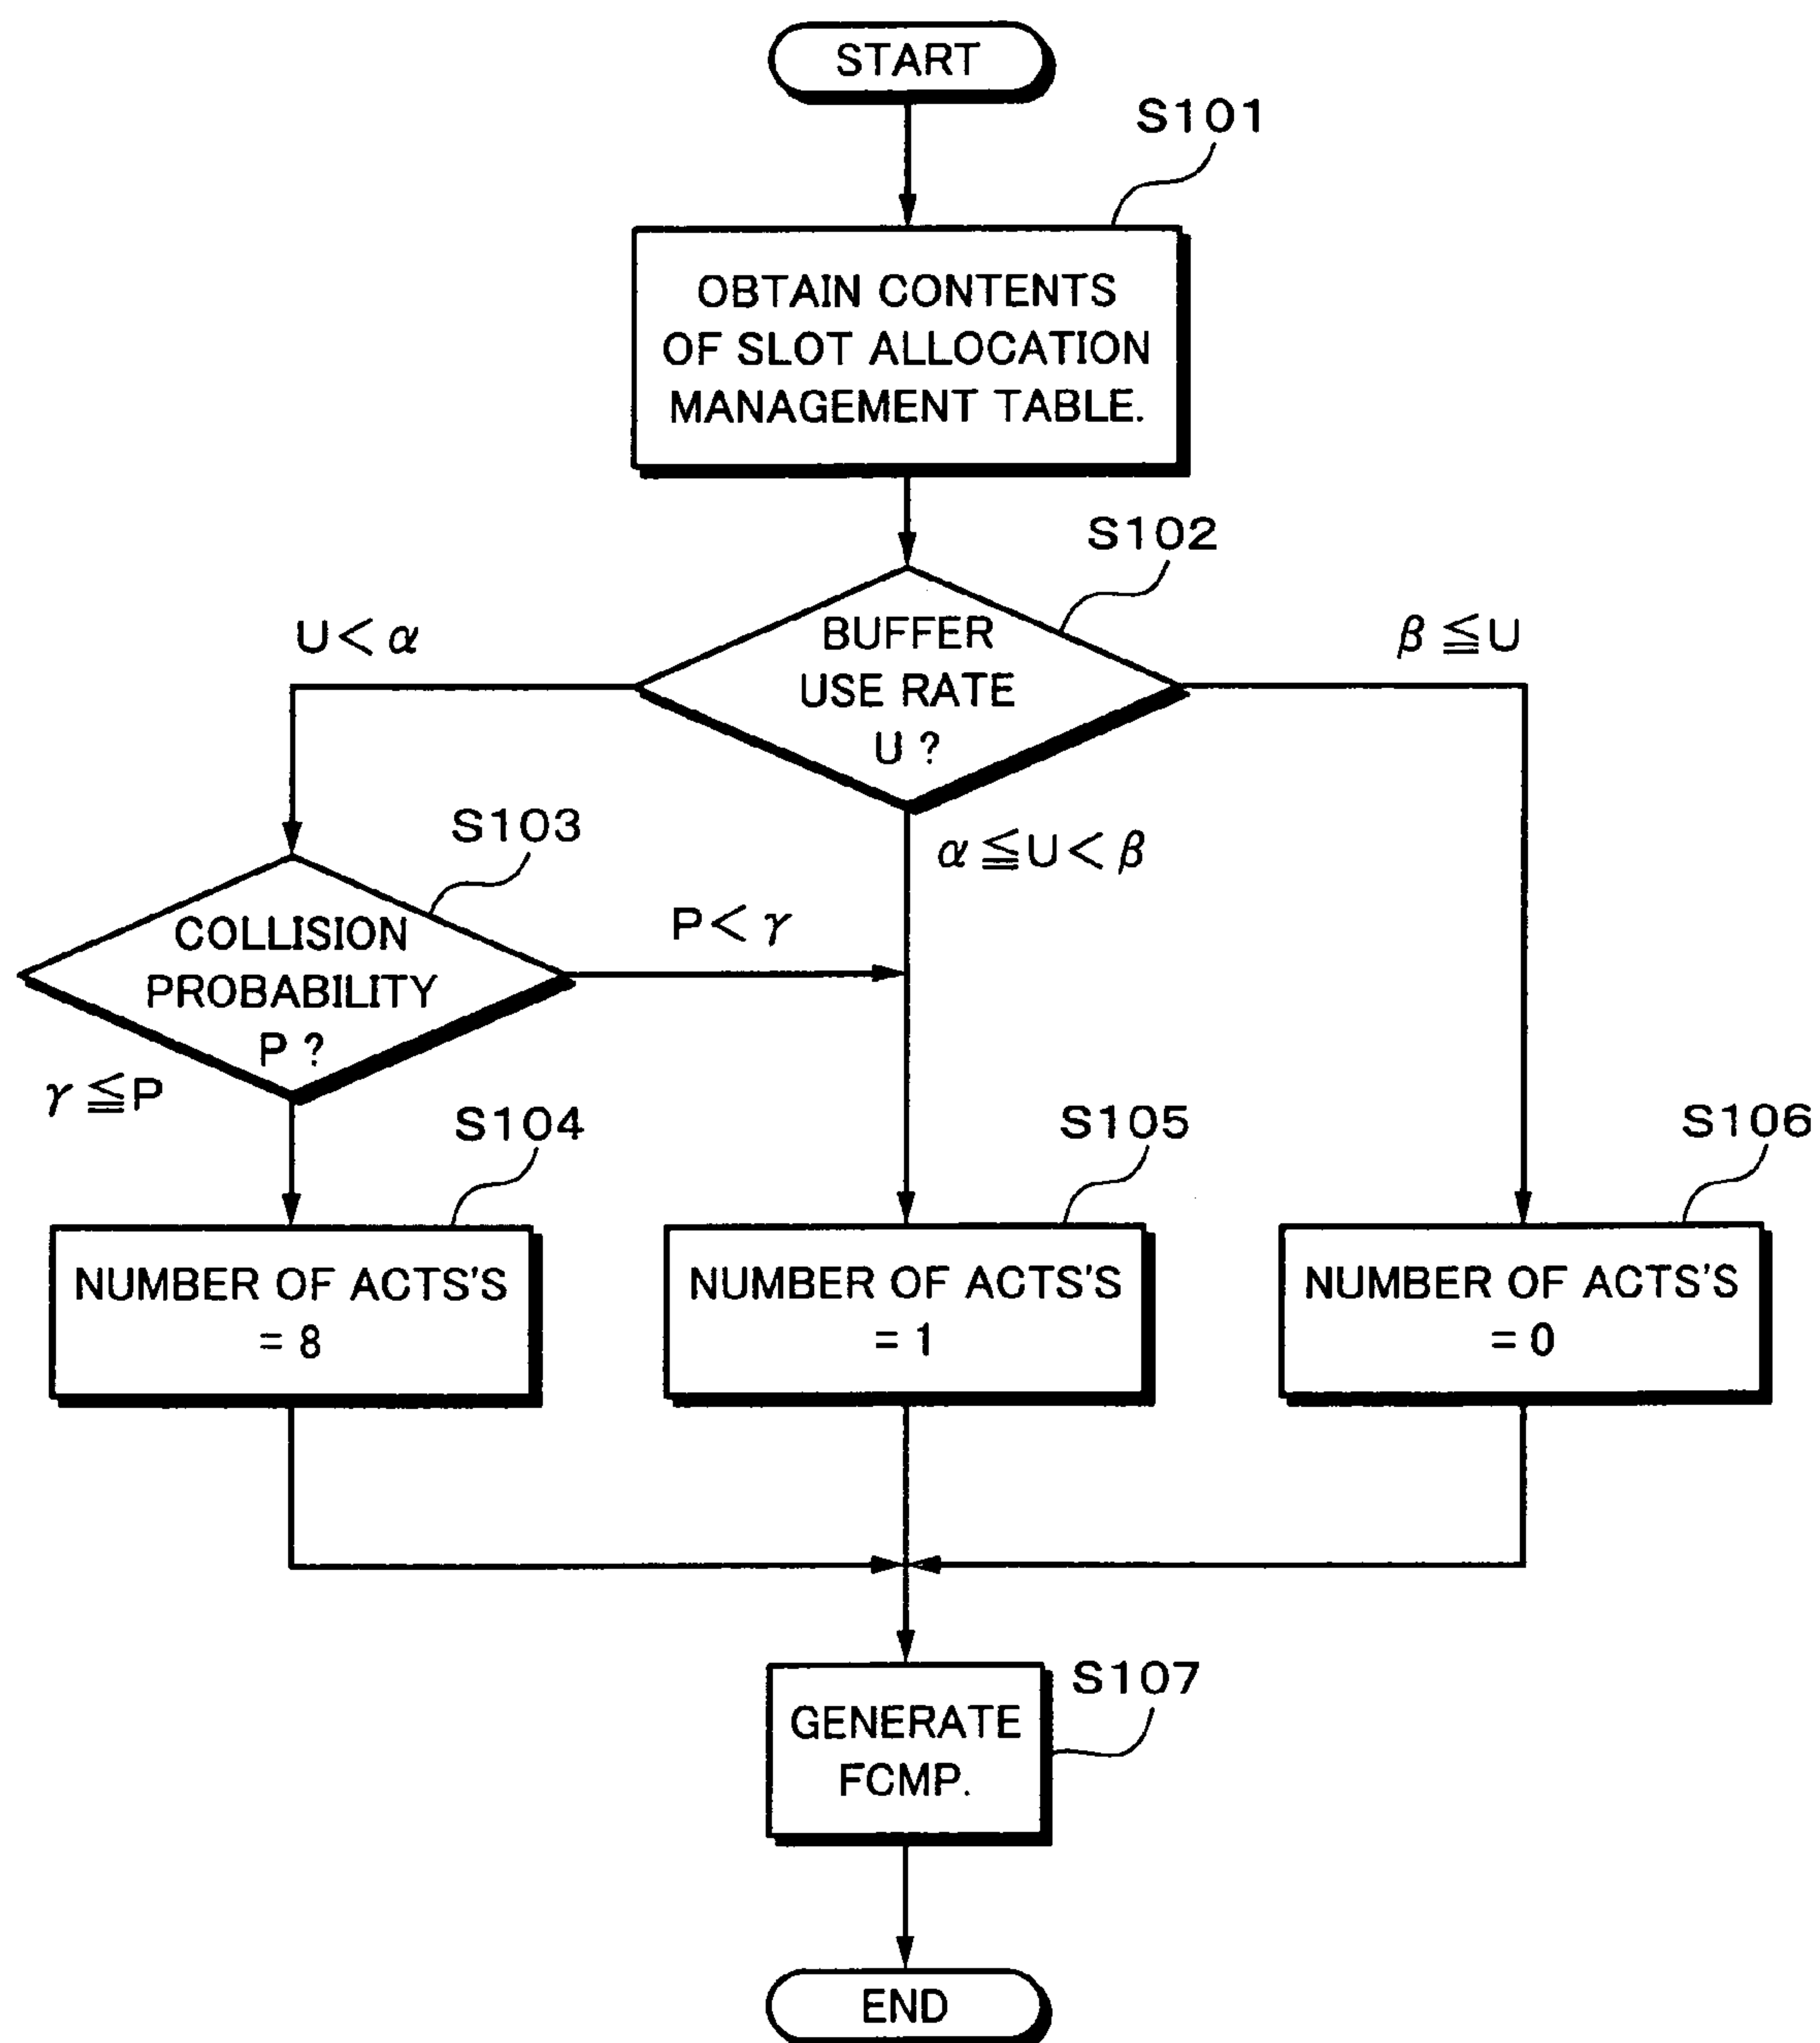 START
S101
OBTAIN CONTENTS
OF SLOT ALLOCATION
MANAGEMENT TABLE.
S102
U < α
BUFFER
USE RATE
U ?
β ≦ U
S103
α ≦ U < β
COLLISION
PROBABILITY
P ?
P < γ
γ ≦ P
S104
S105
S106
NUMBER OF ACTS'S
= 8
NUMBER OF ACTS'S
= 1
NUMBER OF ACTS'S
= 0
S107
GENERATE
FCMP.
END